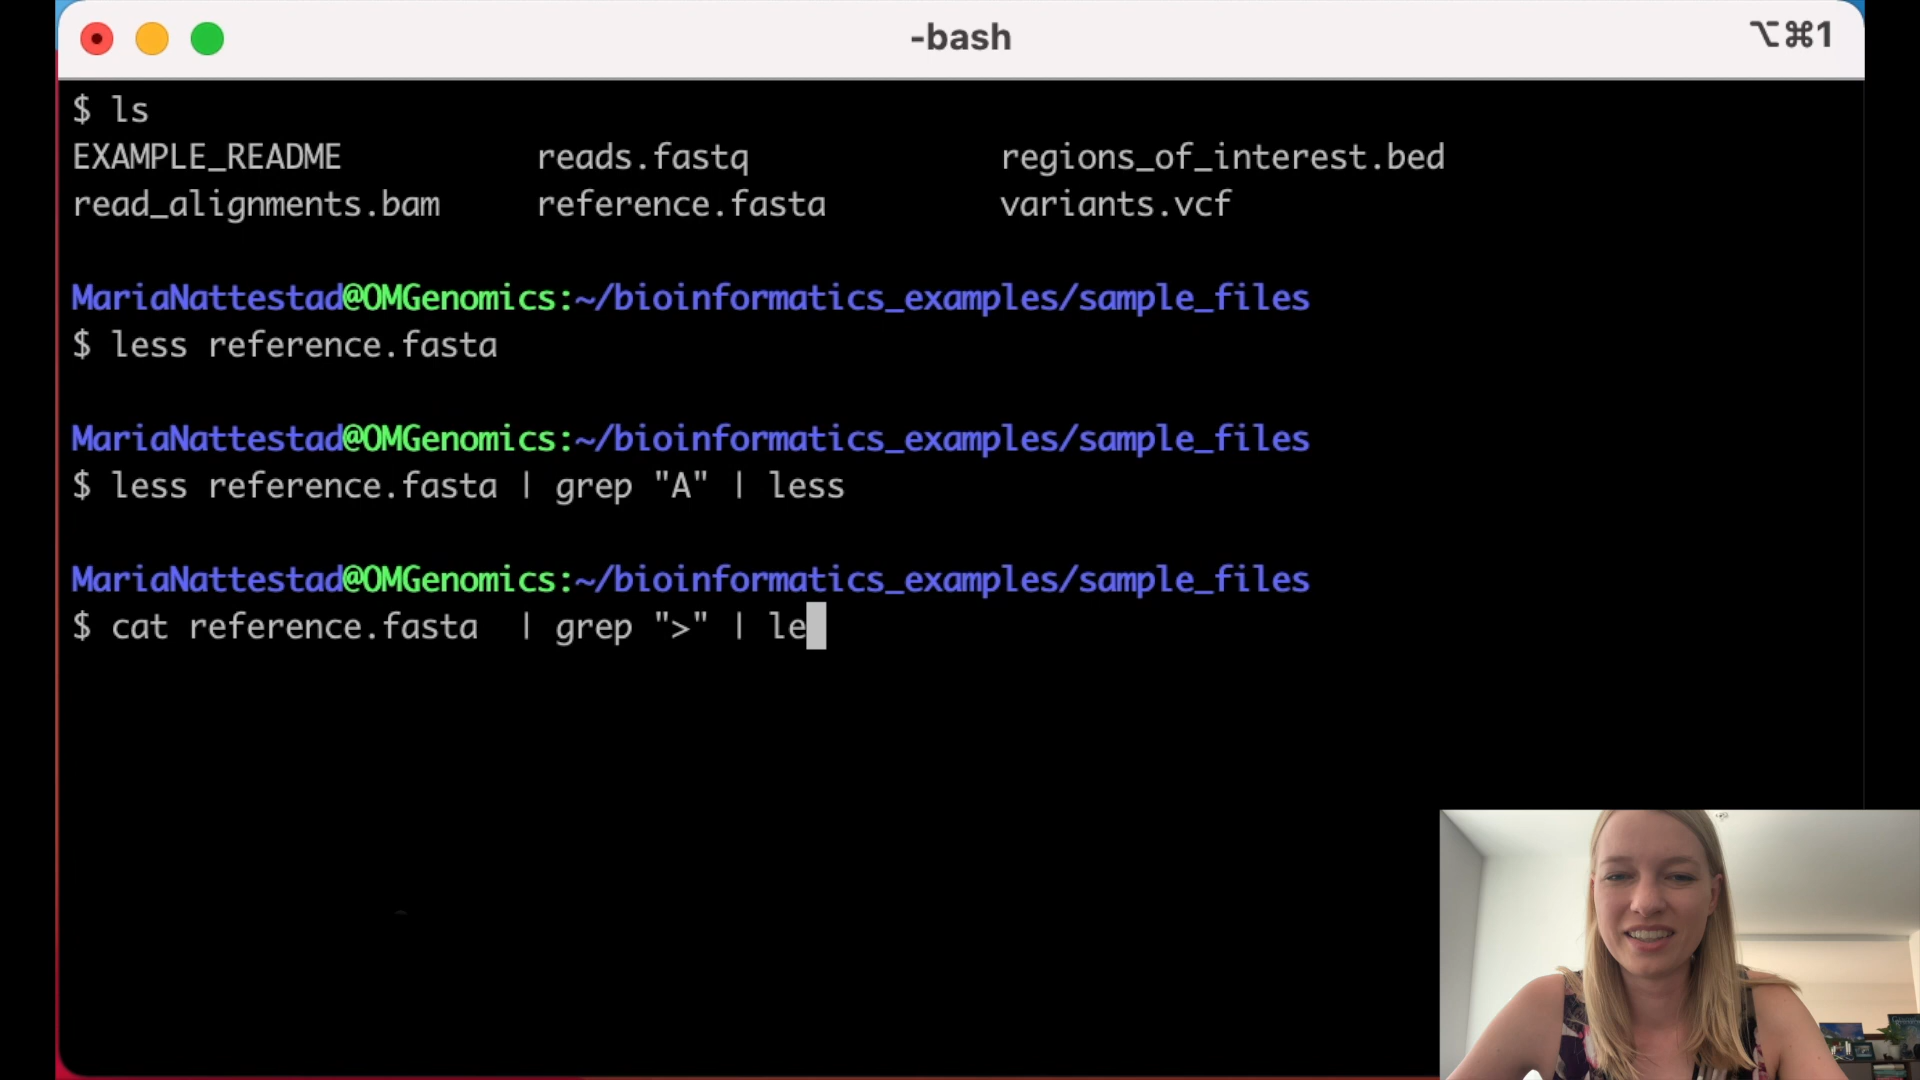 -bash
⌥⌘1
$ ls
EXAMPLE_README reads.fastq regions_of_interest.bed
read_alignments.bam reference.fasta variants.vcf
MariaNattestad@OMGenomics:~/bioinformatics_examples/sample_files
$ less reference.fasta
MariaNattestad@OMGenomics:~/bioinformatics_examples/sample_files
$ less reference.fasta | grep "A" | less
MariaNattestad@OMGenomics:~/bioinformatics_examples/sample_files
$ cat reference.fasta  | grep ">" | le